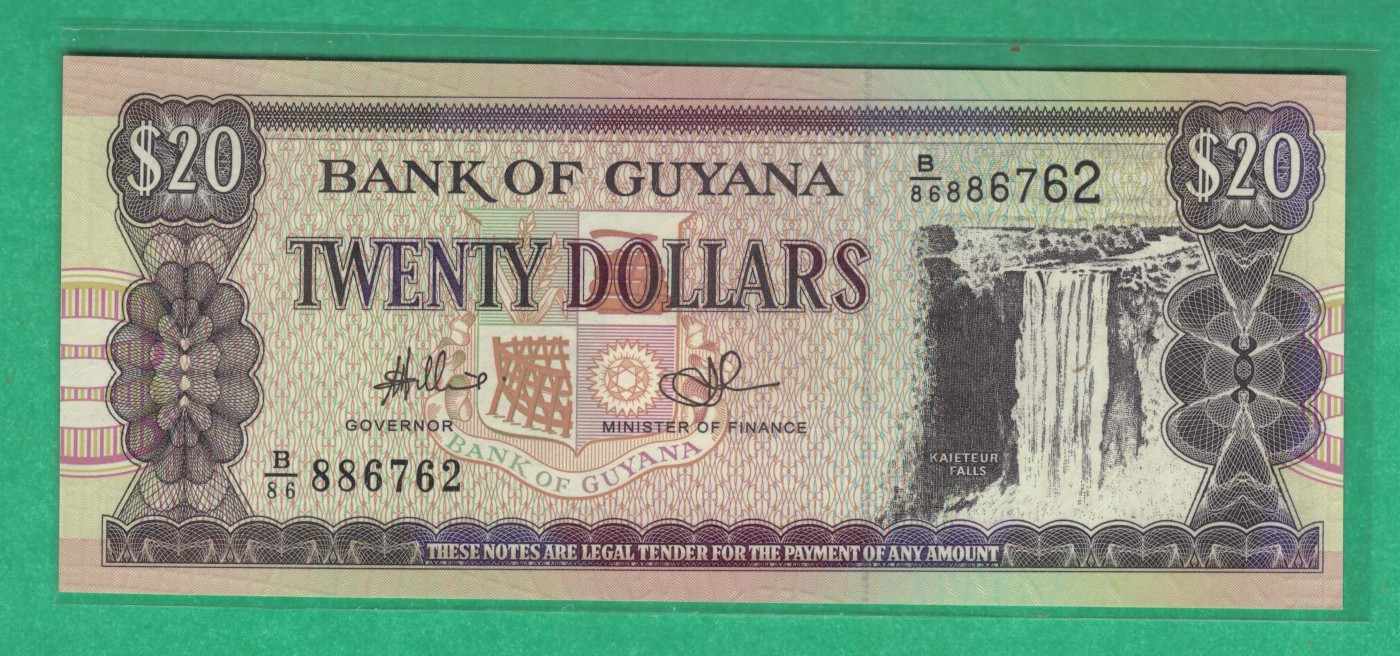 $20
$20
BANK OF GUYANA
B/86 886762
TWENTY DOLLARS
GOVERNOR
MINISTER OF FINANCE
KAIETEUR
FALLS
BANK OF GUYANA
B/86 886762
THESE NOTES ARE LEGAL TENDER FOR THE PAYMENT OF ANY AMOUNT